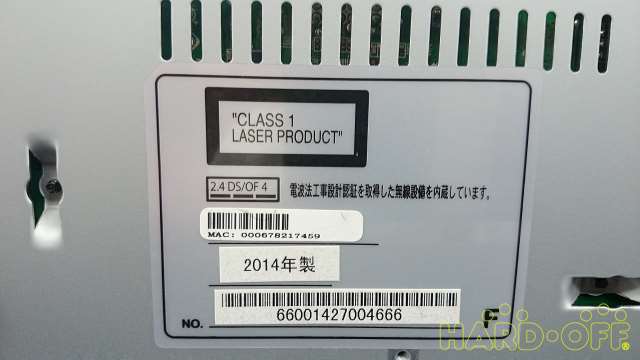 "CLASS 1
LASER PRODUCT"
2.4 DS/OF 4
電波法工事設計認証を取得した無線設備を内蔵しています。
MAC: 000678217459
2014年製
66001427004666
NO.
F
HARD-OFF